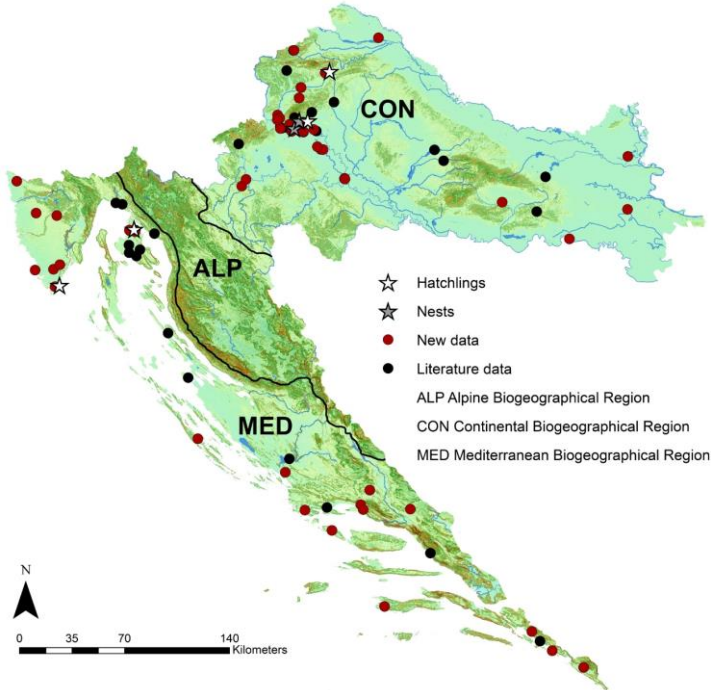 CON
ALP
MED
Hatchlings
Nests
New data
Literature data
ALP Alpine Biogeographical Region
CON Continental Biogeographical Region
MED Mediterranean Biogeographical Region
N
0 35 70 140
Kilometers